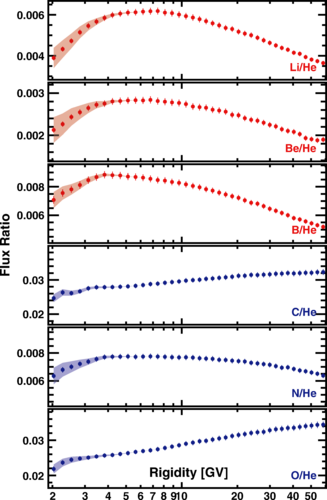 0.006
0.004
Li/He
0.003
0.002
Be/He
0.008
0.006
B/He
0.03
0.02
C/He
0.008
0.006
N/He
0.03
0.02
O/He
Flux Ratio
Rigidity [GV]
2 3 4 5 6 7 8 910 20 30 40 50